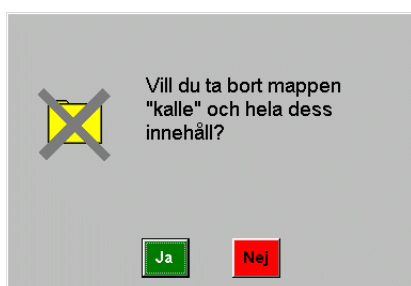 Vill du ta bort mappen
"kalle" och hela dess
innehåll?
Ja
Nej